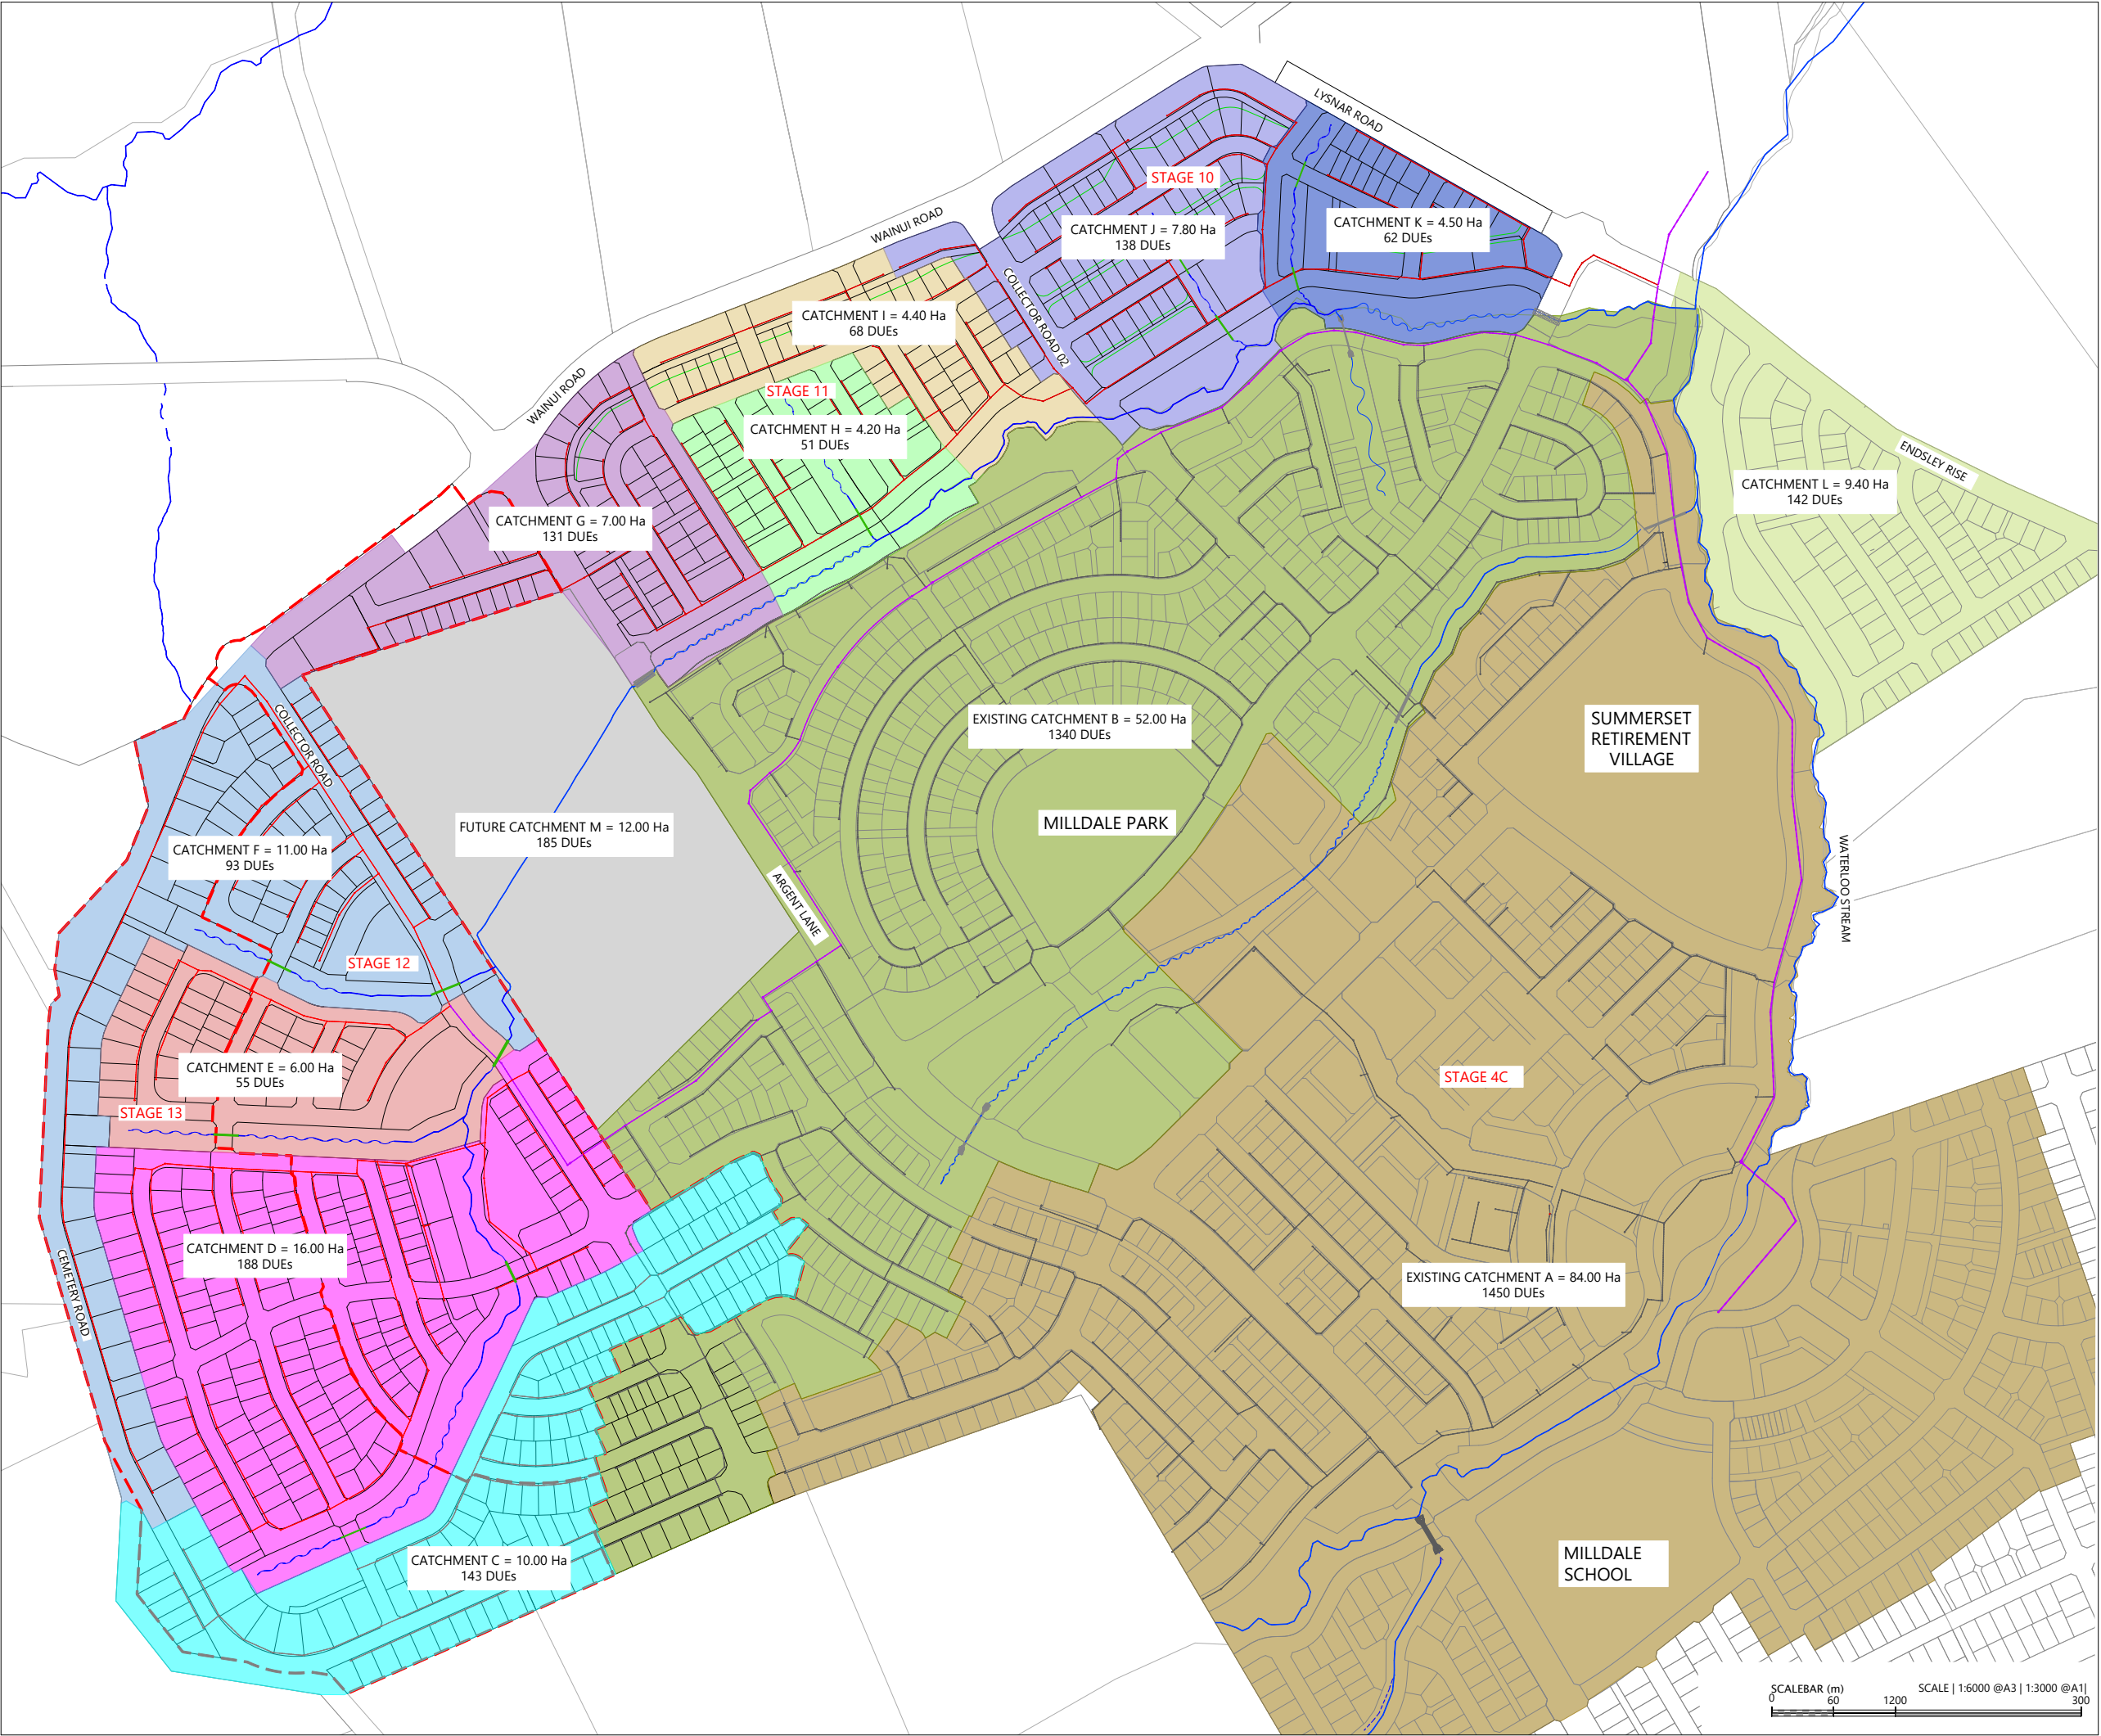 LYSNAR ROAD
STAGE 10
WAINUI ROAD
CATCHMENT J = 7.80 Ha
138 DUEs
CATCHMENT K = 4.50 Ha
62 DUEs
COLLECTOR ROAD 02
CATCHMENT I = 4.40 Ha
68 DUEs
WAINUI ROAD
STAGE 11
CATCHMENT H = 4.20 Ha
51 DUEs
ENDSLEY RISE
CATCHMENT L = 9.40 Ha
142 DUEs
CATCHMENT G = 7.00 Ha
131 DUEs
COLLECTOR ROAD
EXISTING CATCHMENT B = 52.00 Ha
1340 DUEs
SUMMERSET
RETIREMENT
VILLAGE
MILLDALE PARK
FUTURE CATCHMENT M = 12.00 Ha
185 DUEs
CATCHMENT F = 11.00 Ha
93 DUEs
ARGENT LANE
WATERLOO STREAM
STAGE 12
CATCHMENT E = 6.00 Ha
55 DUEs
STAGE 4C
STAGE 13
CATCHMENT D = 16.00 Ha
188 DUEs
CEMETERY ROAD
EXISTING CATCHMENT A = 84.00 Ha
1450 DUEs
CATCHMENT C = 10.00 Ha
143 DUEs
MILLDALE
SCHOOL
SCALEBAR (m)
SCALE | 1:6000 @A3 | 1:3000 @A1|
0 60 1200 300